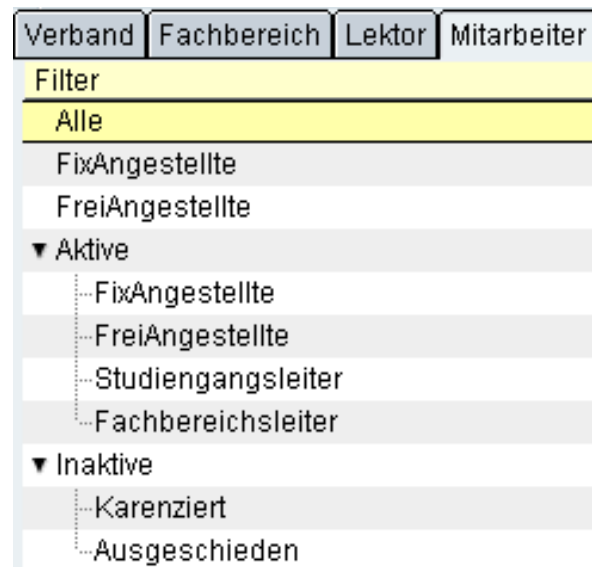 Verband Fachbereich Lektor Mitarbeiter
Filter
Alle
FixAngestellte
FreiAngestellte
Aktive
FixAngestellte
FreiAngestellte
Studiengangsleiter
Fachbereichsleiter
Inaktive
Karenziert
Ausgeschieden